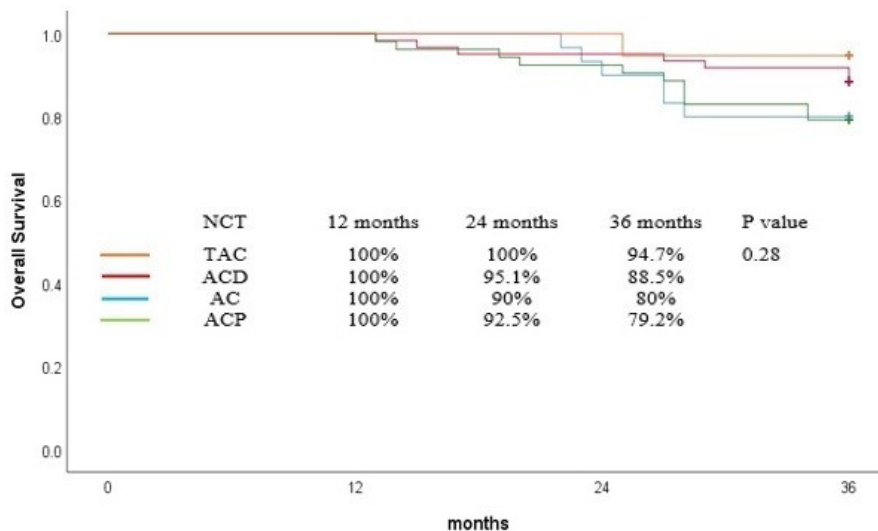 1.0
0.8
0.6
0.4
0.2
0.0
Overall Survival
NCT 12 months 24 months 36 months P value
TAC 100% 100% 94.7% 0.28
ACD 100% 95.1% 88.5%
AC 100% 90% 80%
ACP 100% 92.5% 79.2%
0 12 24 36
months